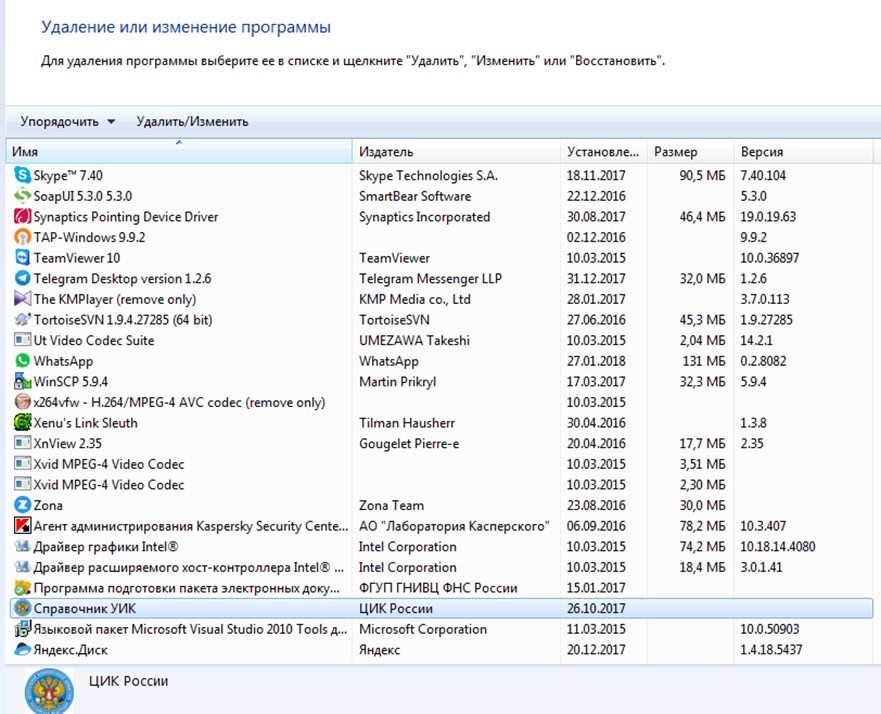 Удаление или изменение программы
Для удаления программы выберите ее в списке и щелкните "Удалить", "Изменить" или "Восстановить".
Упорядочить Удалить/Изменить
Имя Издатель Установле... Размер Версия
Skype™ 7.40 Skype Technologies S.A. 18.11.2017 90,5 МБ 7.40.104
SoapUI 5.3.0 5.3.0 SmartBear Software 22.12.2016 5.3.0
Synaptics Pointing Device Driver Synaptics Incorporated 30.08.2017 46,4 МБ 19.0.19.63
TAP-Windows 9.9.2 02.12.2016 9.9.2
TeamViewer 10 TeamViewer 10.03.2015 10.0.36897
Telegram Desktop version 1.2.6 Telegram Messenger LLP 31.12.2017 32,0 МБ 1.2.6
The KMPlayer (remove only) KMP Media co., Ltd 28.01.2017 3.7.0.113
TortoiseSVN 1.9.4.27285 (64 bit) TortoiseSVN 27.06.2016 45,3 МБ 1.9.27285
Ut Video Codec Suite UMEZAWA Takeshi 10.03.2015 2,04 МБ 14.2.1
WhatsApp WhatsApp 27.01.2018 131 МБ 0.2.8082
WinSCP 5.9.4 Martin Prikryl 17.03.2017 32,3 МБ 5.9.4
x264vfw - H.264/MPEG-4 AVC codec (remove only) 10.03.2015
Xenu's Link Sleuth Tilman Hausherr 30.04.2016 1.3.8
XnView 2.35 Gougelet Pierre-e 20.04.2016 17,7 МБ 2.35
Xvid MPEG-4 Video Codec 10.03.2015 3,51 МБ
Xvid MPEG-4 Video Codec 10.03.2015 2,30 МБ
Zona Zona Team 23.08.2016 30,0 МБ
Агент администрирования Kaspersky Security Cente... АО "Лаборатория Касперского" 06.09.2016 78,2 МБ 10.3.407
Драйвер графики Intel® Intel Corporation 10.03.2015 74,2 МБ 10.18.14.4080
Драйвер расширяемого хост-контроллера Intel® ... Intel Corporation 10.03.2015 18,4 МБ 3.0.1.41
Программа подготовки пакета электронных доку... ФГУП ГНИВЦ ФНС России 15.01.2017
Справочник УИК ЦИК России 26.10.2017
Языковой пакет Microsoft Visual Studio 2010 Tools д... Microsoft Corporation 11.03.2015 10.0.50903
Яндекс.Диск Яндекс 20.12.2017 1.4.18.5437
ЦИК России